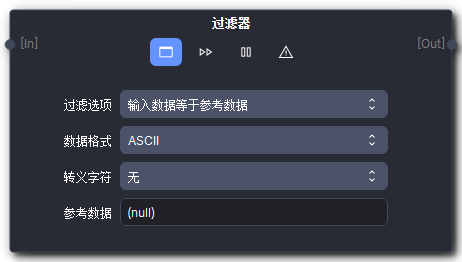 过滤器
[In]
[Out]
过滤选项 输入数据等于参考数据
数据格式 ASCII
转义字符 无
参考数据 (null)